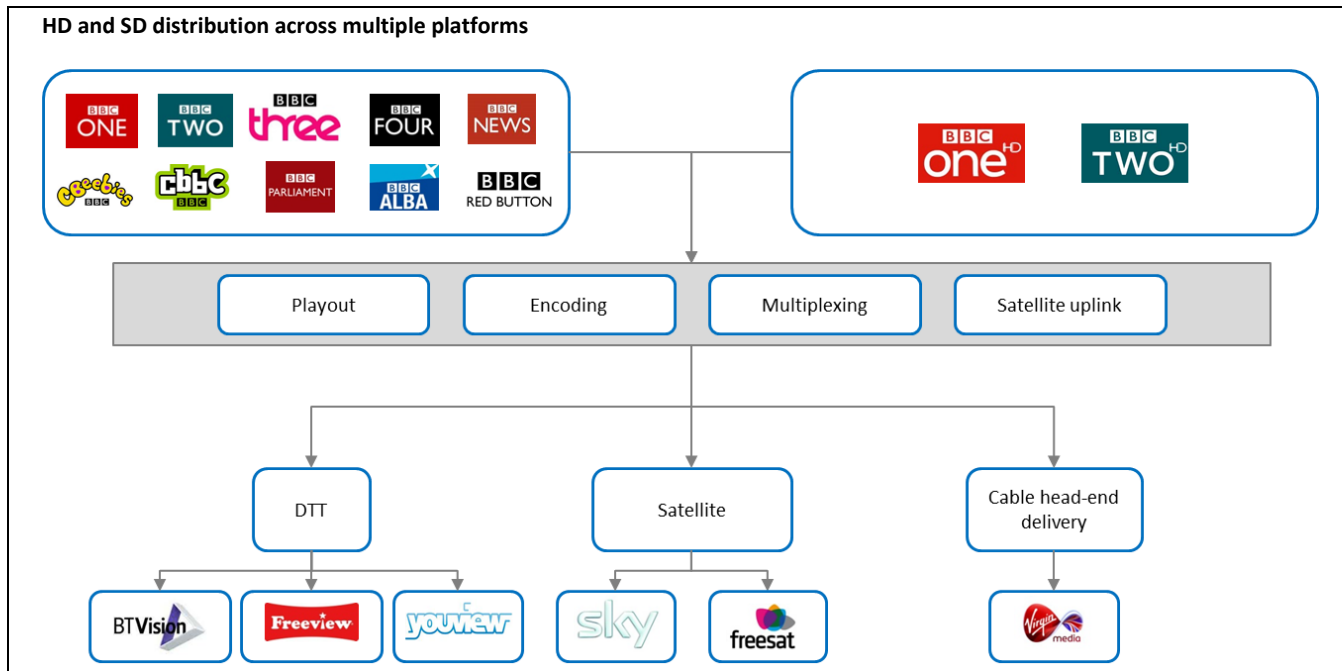 HD and SD distribution across multiple platforms
BBC
ONE
BBC
TWO
BBC
three
BBC
FOUR
BBC
NEWS
CBeebies
BBC
cbbc
BBC
BBC
PARLIAMENT
BBC
ALBA
BBC
RED BUTTON
BBC
one HD
BBC
TWO HD
Playout
Encoding
Multiplexing
Satellite uplink
DTT
Satellite
Cable head-end
delivery
BTVision
Freeview
youview
sky
freesat
Virgin
media